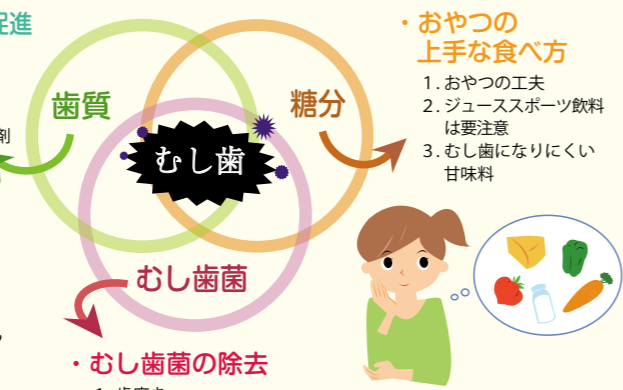 促進
・おやつの
上手な食べ方
1. おやつの工夫
2. ジューススポーツ飲料
は要注意
3. むし歯になりにくい
甘味料
歯質
糖分
剤
むし歯
むし歯菌
・むし歯菌の除去